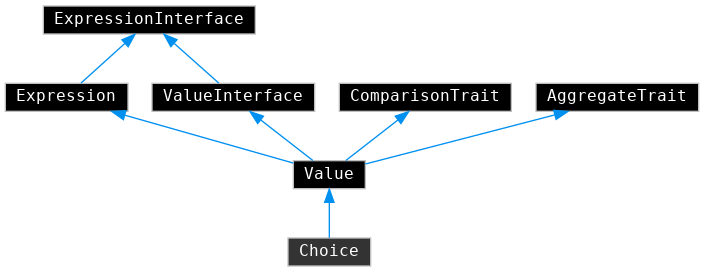 ExpressionInterface
Expression
ValueInterface
ComparisonTrait
AggregateTrait
Value
Choice